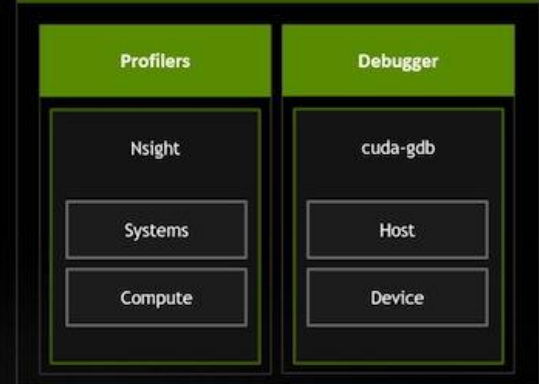 Profilers
Nsight
Systems
Compute
Debugger
cuda-gdb
Host
Device